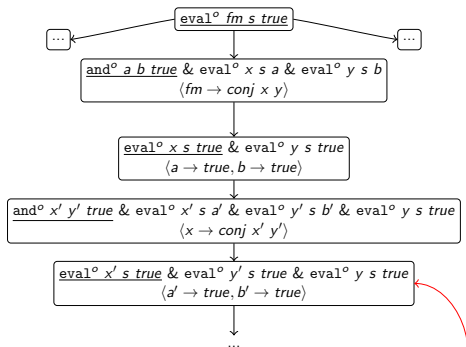 evalᵒ fm s true
...
...
andᵒ a b true & evalᵒ x s a & evalᵒ y s b
⟨fm → conj x y⟩
evalᵒ x s true & evalᵒ y s true
⟨a → true, b → true⟩
andᵒ x′ y′ true & evalᵒ x′ s a′ & evalᵒ y′ s b′ & evalᵒ y s true
⟨x → conj x′ y′⟩
evalᵒ x′ s true & evalᵒ y′ s true & evalᵒ y s true
⟨a′ → true, b′ → true⟩
...